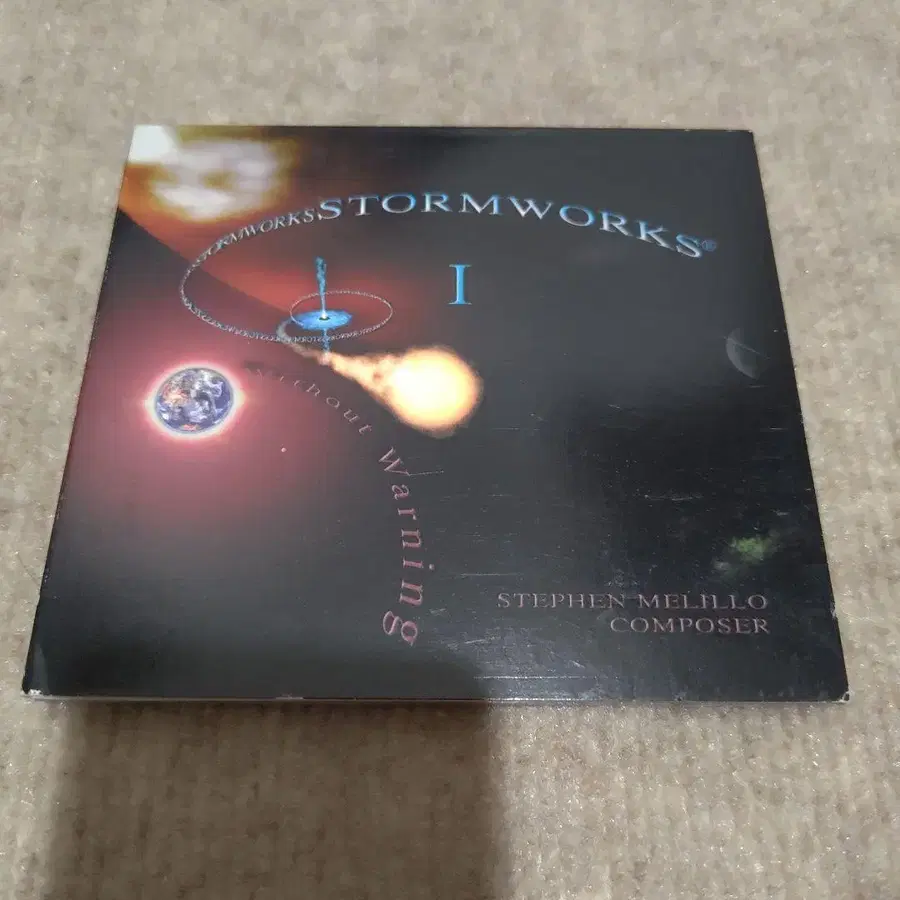 STORMWORKS STORMWORKS®
I
Without Warning
STEPHEN MELILLO
COMPOSER